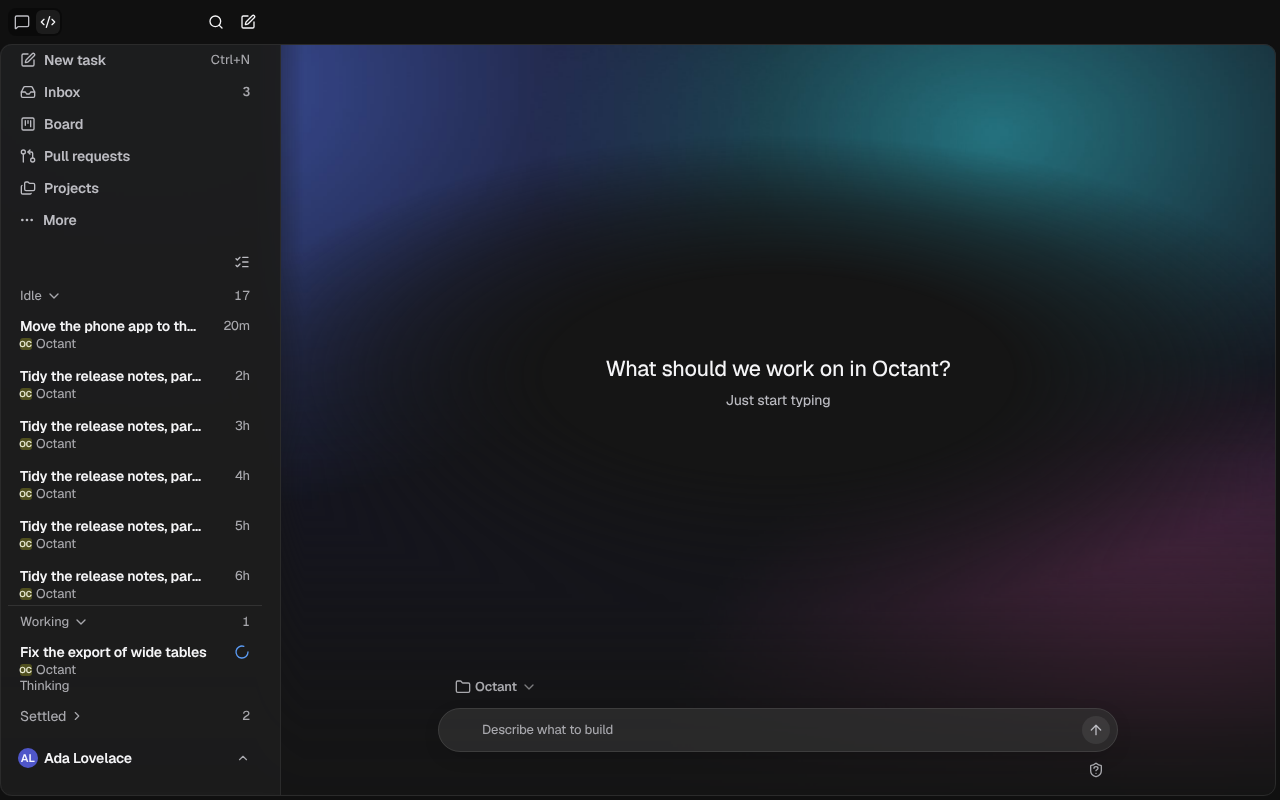 New task Ctrl+N
Inbox 3
Board
Pull requests
Projects
More
Idle 17
Move the phone app to th... 20m
OC Octant
Tidy the release notes, par... 2h
OC Octant
Tidy the release notes, par... 3h
OC Octant
Tidy the release notes, par... 4h
OC Octant
Tidy the release notes, par... 5h
OC Octant
Tidy the release notes, par... 6h
OC Octant
Working 1
Fix the export of wide tables
OC Octant
Thinking
Settled 2
AL Ada Lovelace
What should we work on in Octant?
Just start typing
Octant
Describe what to build